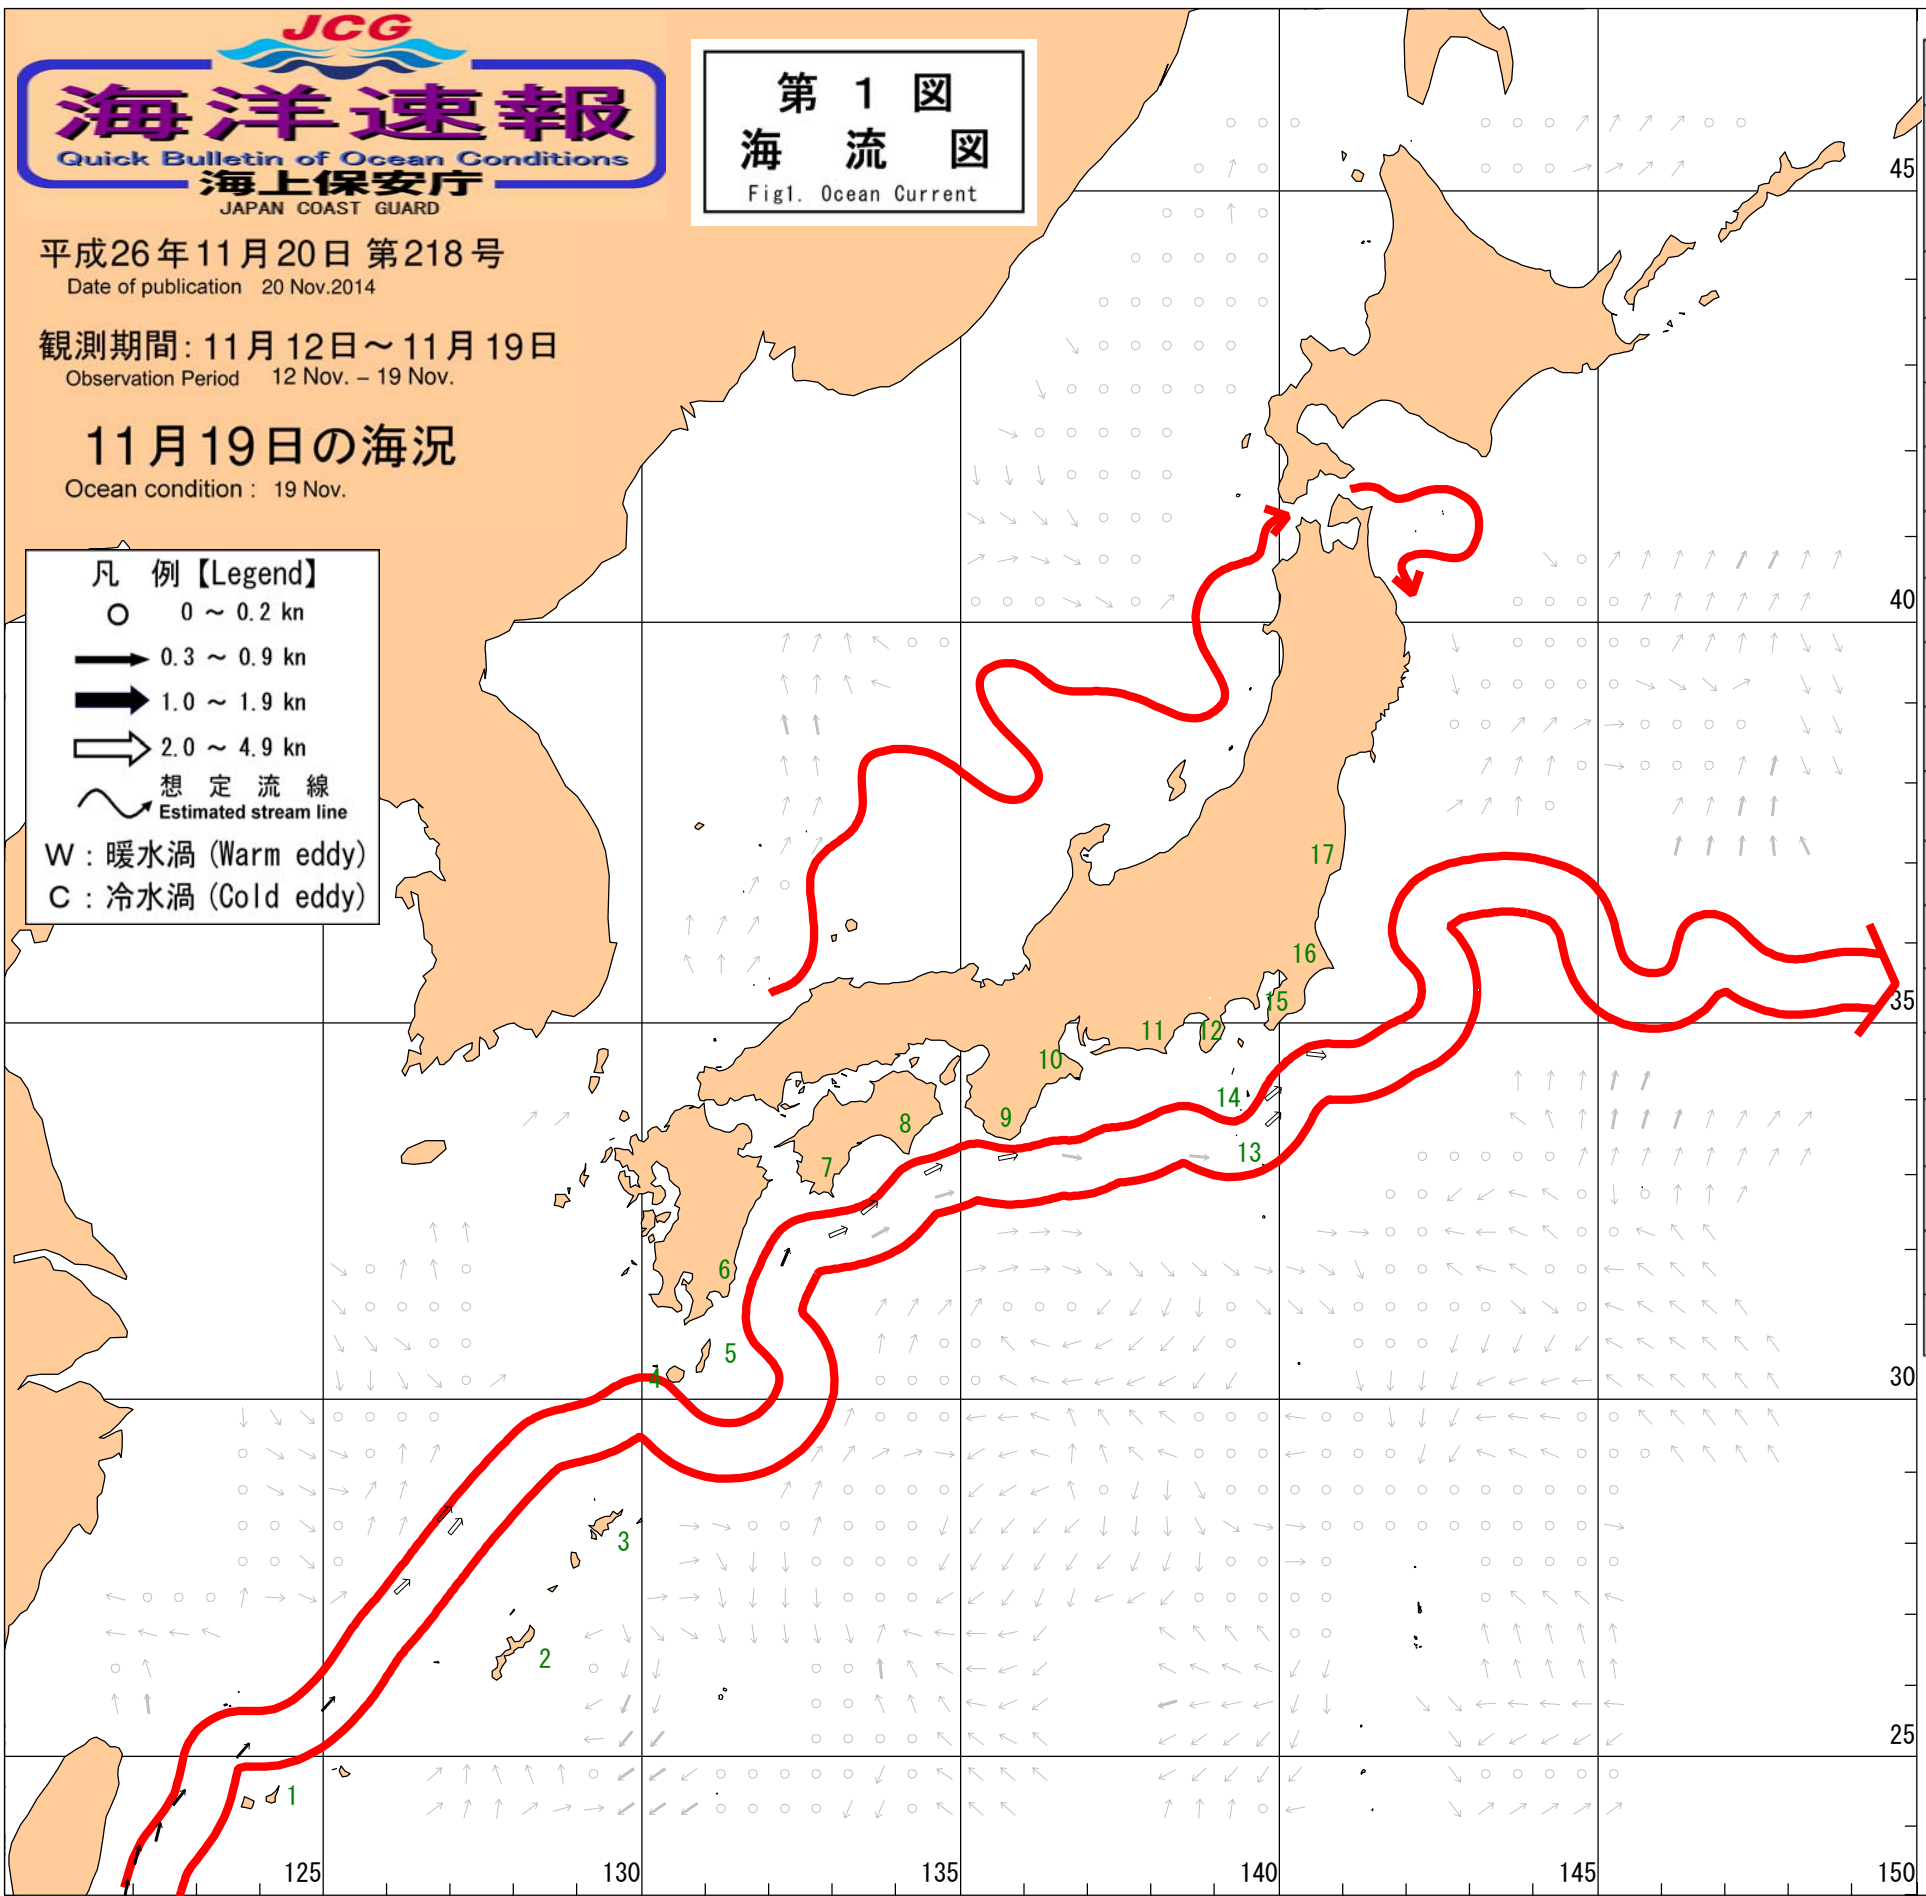 JCG
海洋速報
Quick Bulletin of Ocean Conditions
海上保安庁
JAPAN COAST GUARD
第 1 図
海 流 図
Fig1. Ocean Current
平成26年11月20日 第218号
Date of publication 20 Nov.2014
観測期間: 11月12日～11月19日
Observation Period 12 Nov. – 19 Nov.
11月19日の海況
Ocean condition : 19 Nov.
凡 例【Legend】
0 ～ 0.2 kn
0.3 ～ 0.9 kn
1.0 ～ 1.9 kn
2.0 ～ 4.9 kn
想 定 流 線
Estimated stream line
W : 暖水渦 (Warm eddy)
C : 冷水渦 (Cold eddy)
45
40
17
16
35
15
12
11
10
14
9
8
13
7
6
5
4
30
3
2
25
1
125
130
135
140
145
150